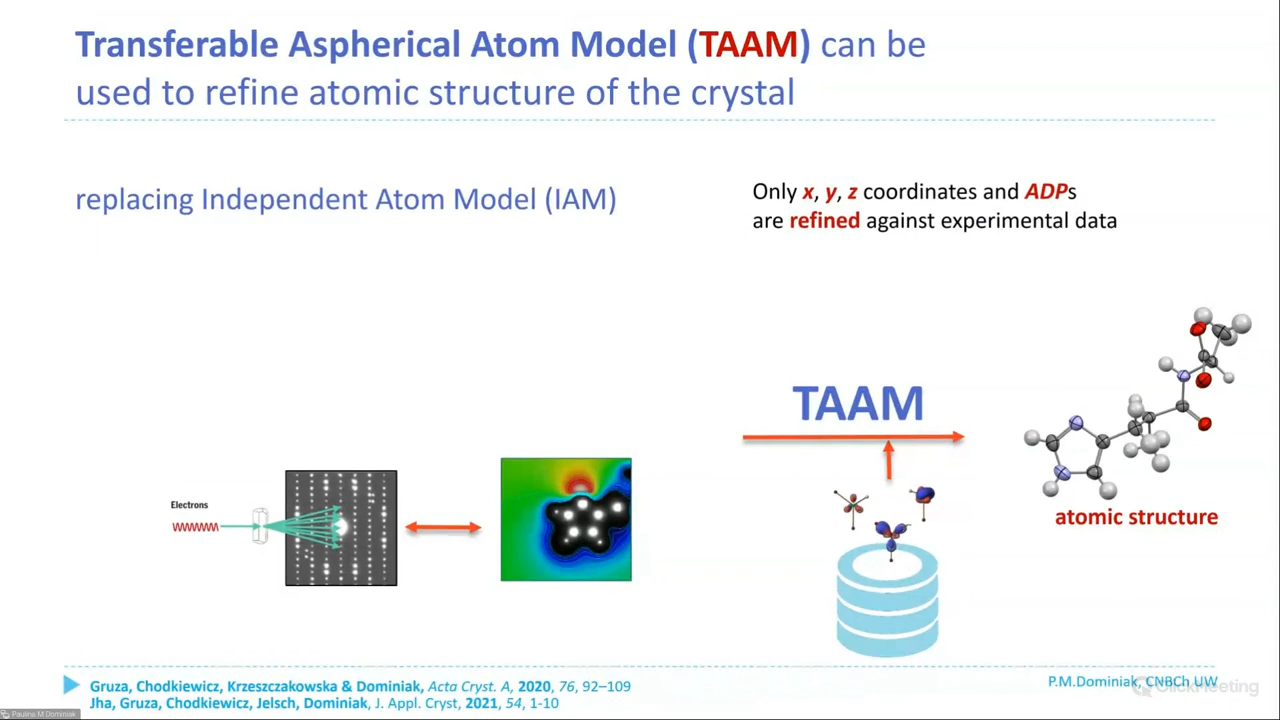 Transferable Aspherical Atom Model (TAAM) can be
used to refine atomic structure of the crystal
replacing Independent Atom Model (IAM)
Only x, y, z coordinates and ADPs
are refined against experimental data
TAAM
Electrons
atomic structure
Gruza, Chodkiewicz, Krzeszczakowska & Dominiak, Acta Cryst. A, 2020, 76, 92–109
Jha, Gruza, Chodkiewicz, Jelsch, Dominiak, J. Appl. Cryst, 2021, 54, 1-10
P.M.Dominiak, CNBCh UW
ClickMeeting
Paulina M Dominiak